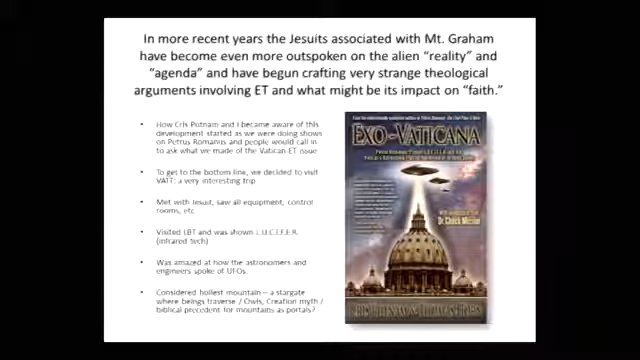 In more recent years the Jesuits associated with Mt. Graham
have become even more outspoken on the alien “reality” and
“agenda” and have begun crafting very strange theological
arguments involving ET and what might be its impact on “faith.”
• How Cris Putnam and I became aware of this
development started as we were doing shows
on Petrus Romanus and people would call in
to ask what we made of the Vatican-ET issue
• To get to the bottom line, we decided to visit
VATT: a very interesting trip
• Met with Jesuit, saw all equipment, control
rooms, etc
• Visited LBT and was shown L.U.C.I.F.E.R.
(infrared tech)
• Was amazed at how the astronomers and
engineers spoke of UFOs.
• Considered holiest mountain – a stargate
where beings traverse / Owls, Creation myth /
biblical precedent for mountains as portals?
EXO-VATICANA
Dr. Chuck Missler